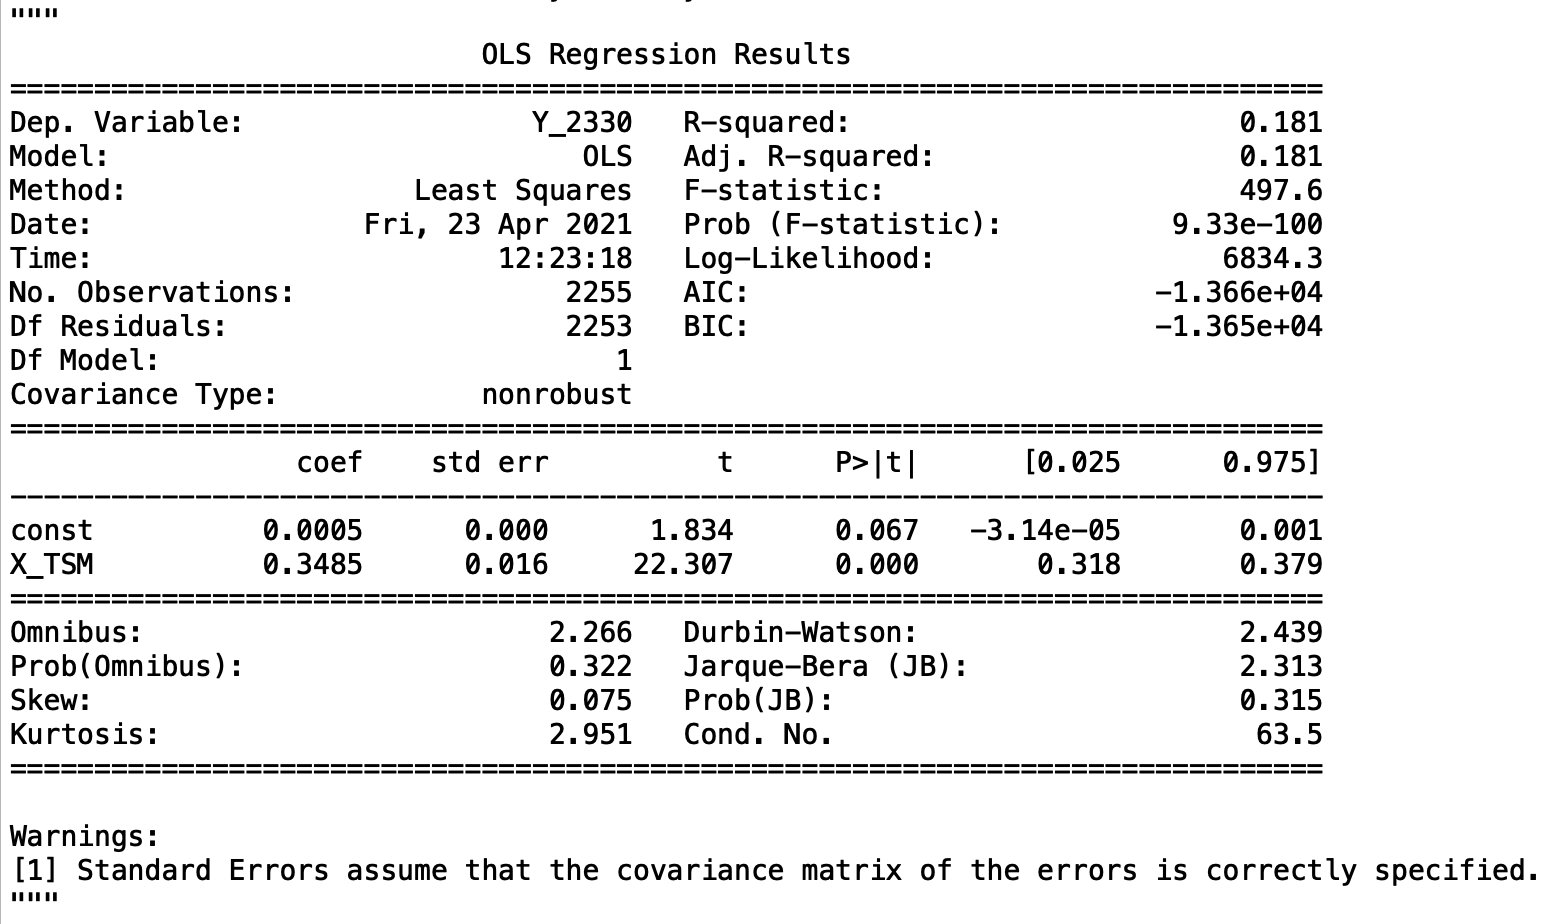 """
OLS Regression Results
==============================================================================
Dep. Variable: Y_2330 R-squared: 0.181
Model: OLS Adj. R-squared: 0.181
Method: Least Squares F-statistic: 497.6
Date: Fri, 23 Apr 2021 Prob (F-statistic): 9.33e-100
Time: 12:23:18 Log-Likelihood: 6834.3
No. Observations: 2255 AIC: -1.366e+04
Df Residuals: 2253 BIC: -1.365e+04
Df Model: 1
Covariance Type: nonrobust
==============================================================================
coef std err t P>|t| [0.025 0.975]
------------------------------------------------------------------------------
const 0.0005 0.000 1.834 0.067 -3.14e-05 0.001
X_TSM 0.3485 0.016 22.307 0.000 0.318 0.379
==============================================================================
Omnibus: 2.266 Durbin-Watson: 2.439
Prob(Omnibus): 0.322 Jarque-Bera (JB): 2.313
Skew: 0.075 Prob(JB): 0.315
Kurtosis: 2.951 Cond. No. 63.5
==============================================================================
Warnings:
[1] Standard Errors assume that the covariance matrix of the errors is correctly specified.
"""